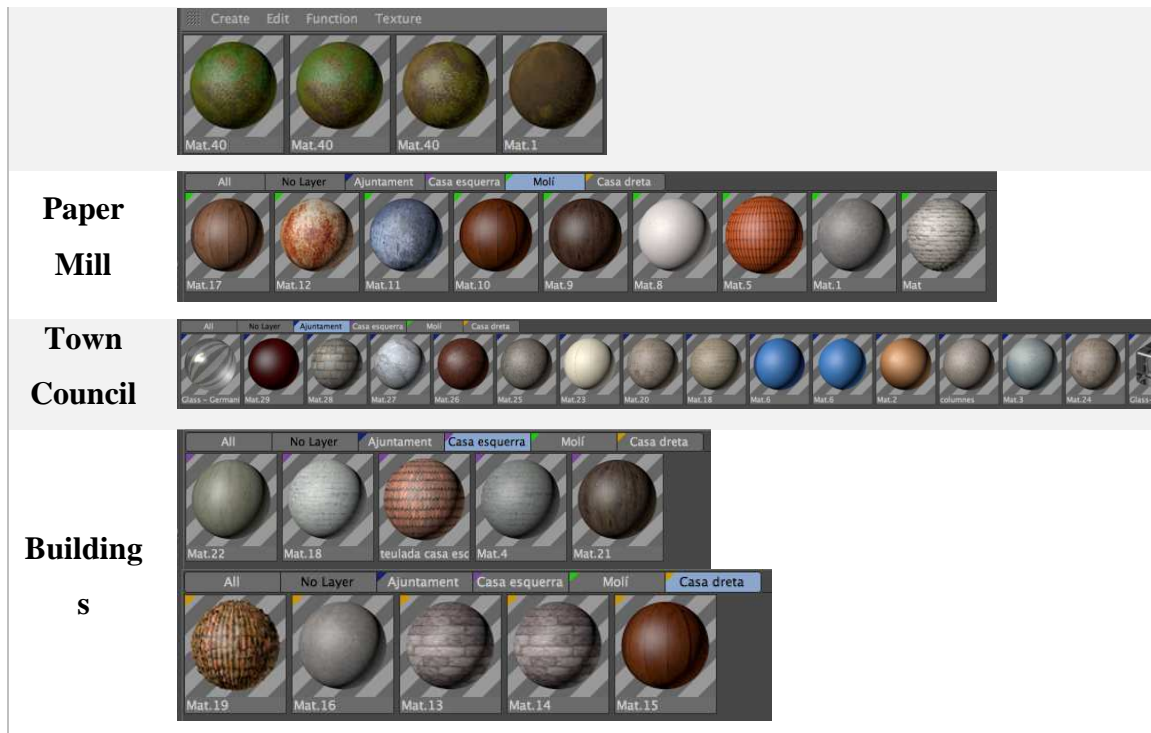 Create Edit Function Texture
Mat.40 Mat.40 Mat.40 Mat.1
Paper
Mill
All No Layer Ajuntament Casa esquerra Molí Casa dreta
Mat.17 Mat.12 Mat.11 Mat.10 Mat.9 Mat.8 Mat.5 Mat.1 Mat
Town
Council
All No Layer Ajuntament Casa esquerra Molí Casa dreta
Glass - Germani Mat.29 Mat.28 Mat.27 Mat.26 Mat.25 Mat.23 Mat.20 Mat.18 Mat.6 Mat.6 Mat.2 columnes Mat.3 Mat.24 Glass-
Building
s
All No Layer Ajuntament Casa esquerra Molí Casa dreta
Mat.22 Mat.18 teulada casa esc Mat.4 Mat.21
All No Layer Ajuntament Casa esquerra Molí Casa dreta
Mat.19 Mat.16 Mat.13 Mat.14 Mat.15